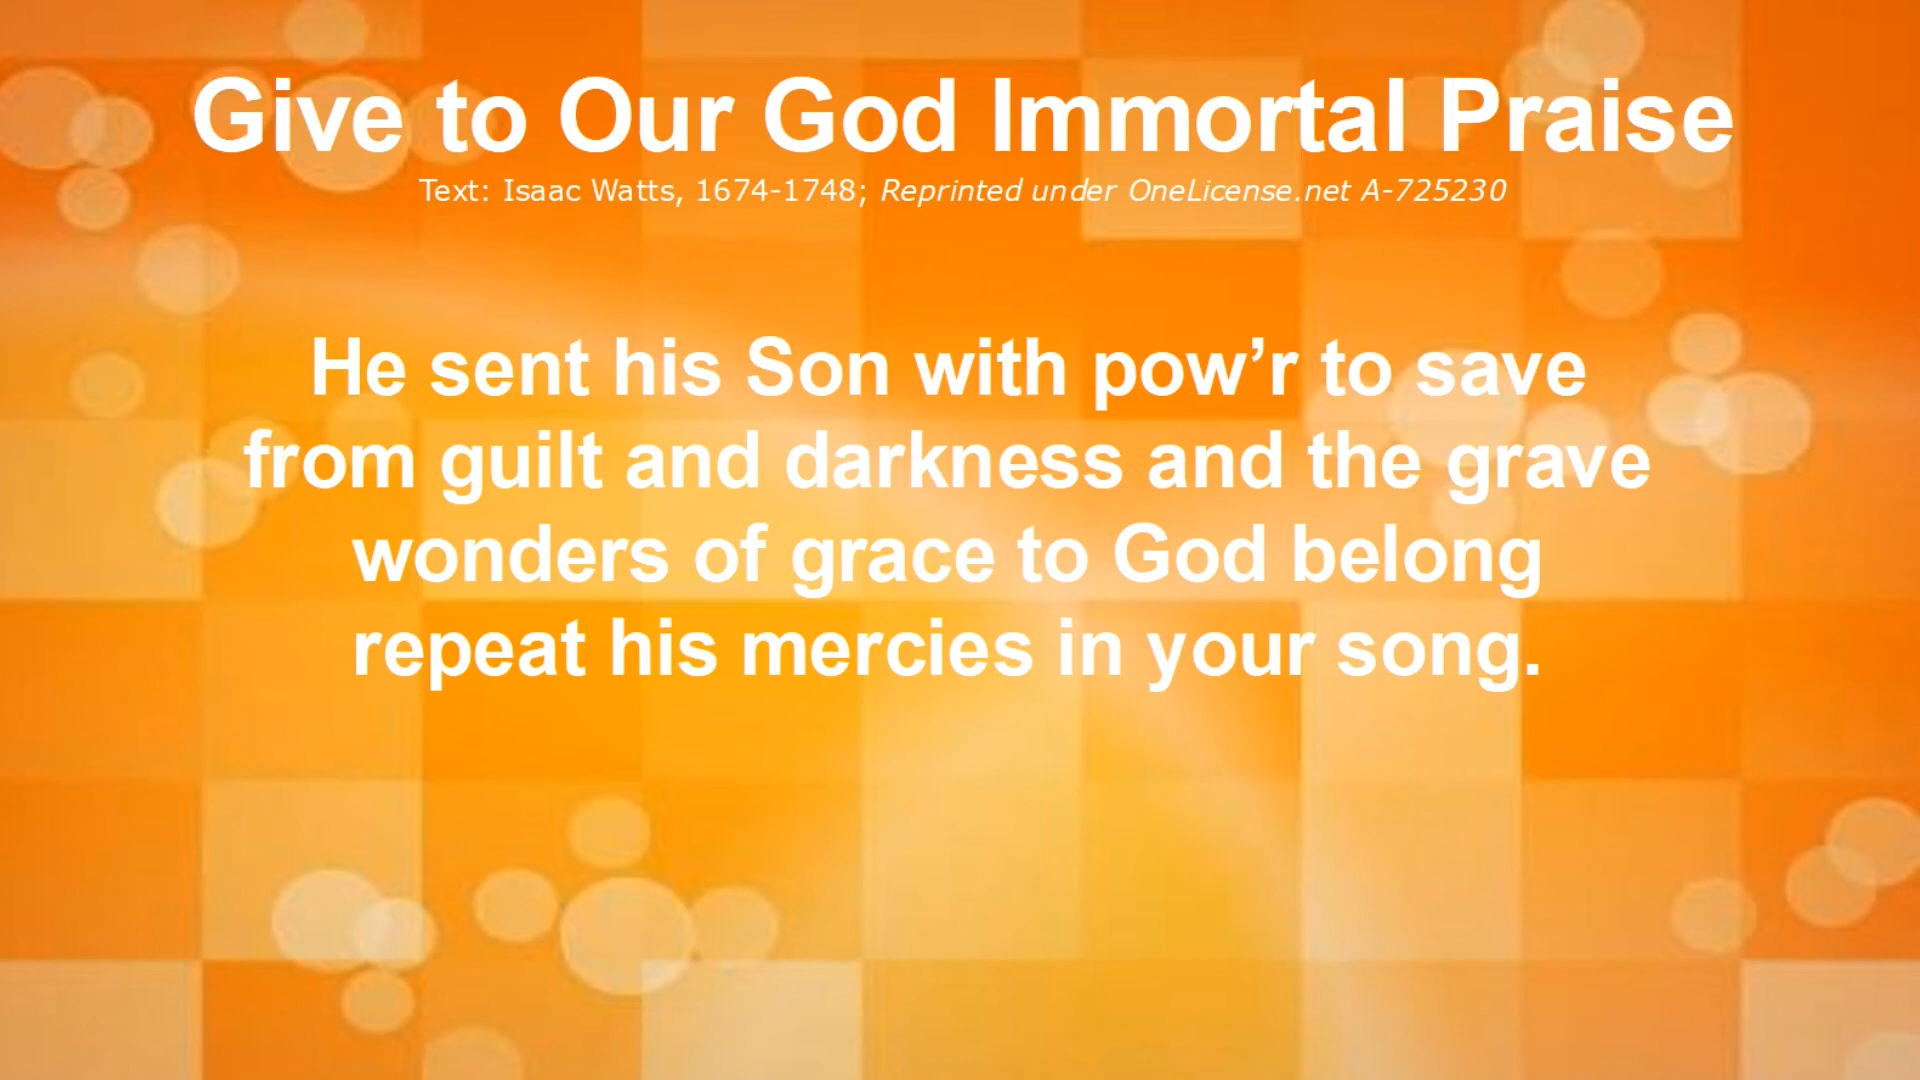 Give to Our God Immortal Praise
Text: Isaac Watts, 1674-1748; Reprinted under OneLicense.net A-725230
He sent his Son with pow’r to save
from guilt and darkness and the grave
wonders of grace to God belong
repeat his mercies in your song.